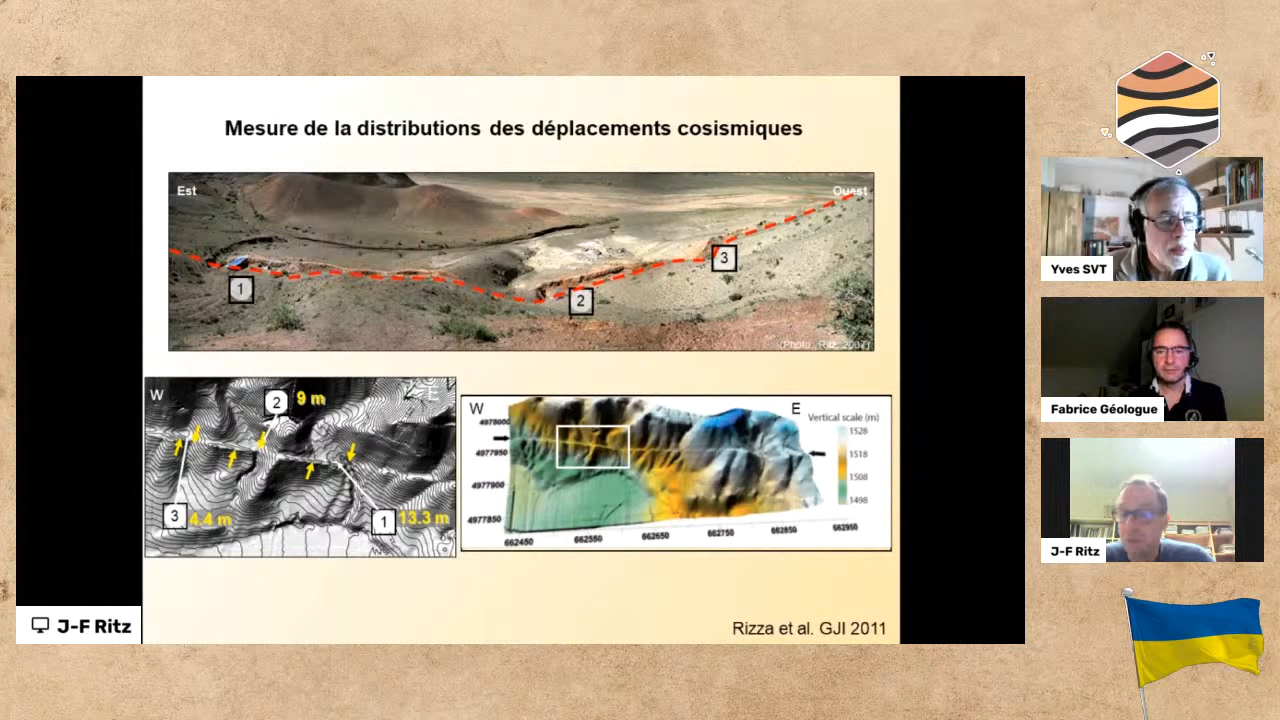 Mesure de la distributions des déplacements cosismiques
Est
Ouest
1
2
3
(Photo : Ritz, 2007)
W
E
2
9 m
3
4.4 m
1
13.3 m
W
E
Vertical scale (m)
1528
1518
1508
1498
4978000
4977950
4977900
4977850
662450
662550
662650
662750
662850
662950
Rizza et al. GJI 2011
J-F Ritz
Yves SVT
Fabrice Géologue
J-F Ritz